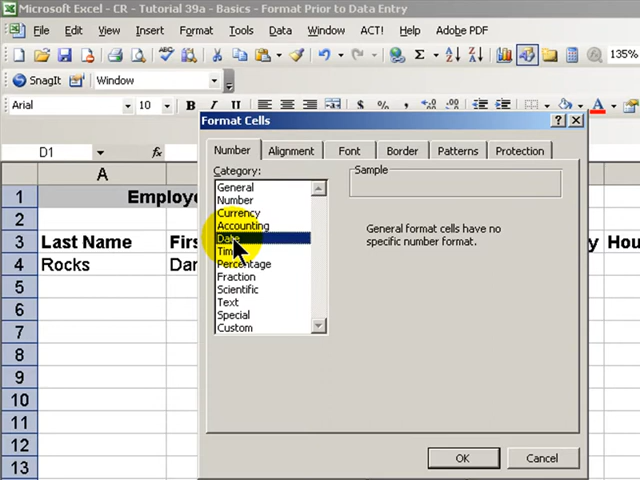 Microsoft Excel - CR - Tutorial 39a - Basics - Format Prior to Data Entry
File Edit View Insert Format Tools Data Window ACT! Help Adobe PDF
135%
SnagIt Window
Arial 10 B I U $ % ,
D1 fx
Format Cells
Number Alignment Font Border Patterns Protection
Category:
General
Number
Currency
Accounting
Date
Percentage
Fraction
Scientific
Text
Special
Custom
Sample
General format cells have no
specific number format.
OK Cancel
A
1 Employe
2
3 Last Name Firs y Hou
4 Rocks Dar
5
6
7
8
9
10
11
12
13